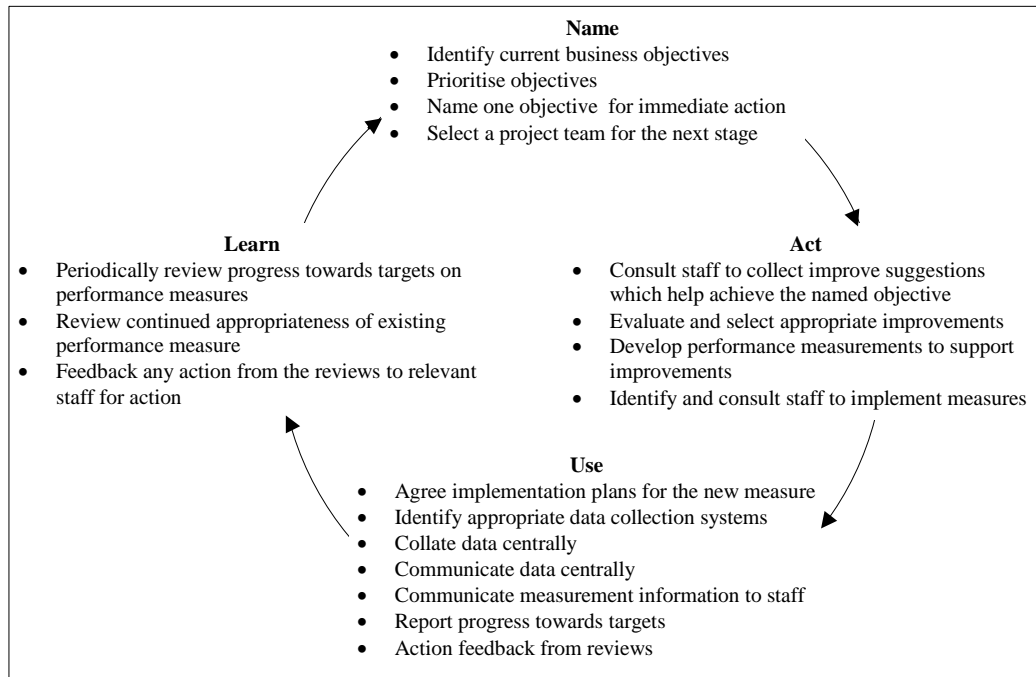 Name
• Identify current business objectives
• Prioritise objectives
• Name one objective for immediate action
• Select a project team for the next stage
Act
• Consult staff to collect improve suggestions
which help achieve the named objective
• Evaluate and select appropriate improvements
• Develop performance measurements to support
improvements
• Identify and consult staff to implement measures
Use
• Agree implementation plans for the new measure
• Identify appropriate data collection systems
• Collate data centrally
• Communicate data centrally
• Communicate measurement information to staff
• Report progress towards targets
• Action feedback from reviews
Learn
• Periodically review progress towards targets on
performance measures
• Review continued appropriateness of existing
performance measure
• Feedback any action from the reviews to relevant
staff for action